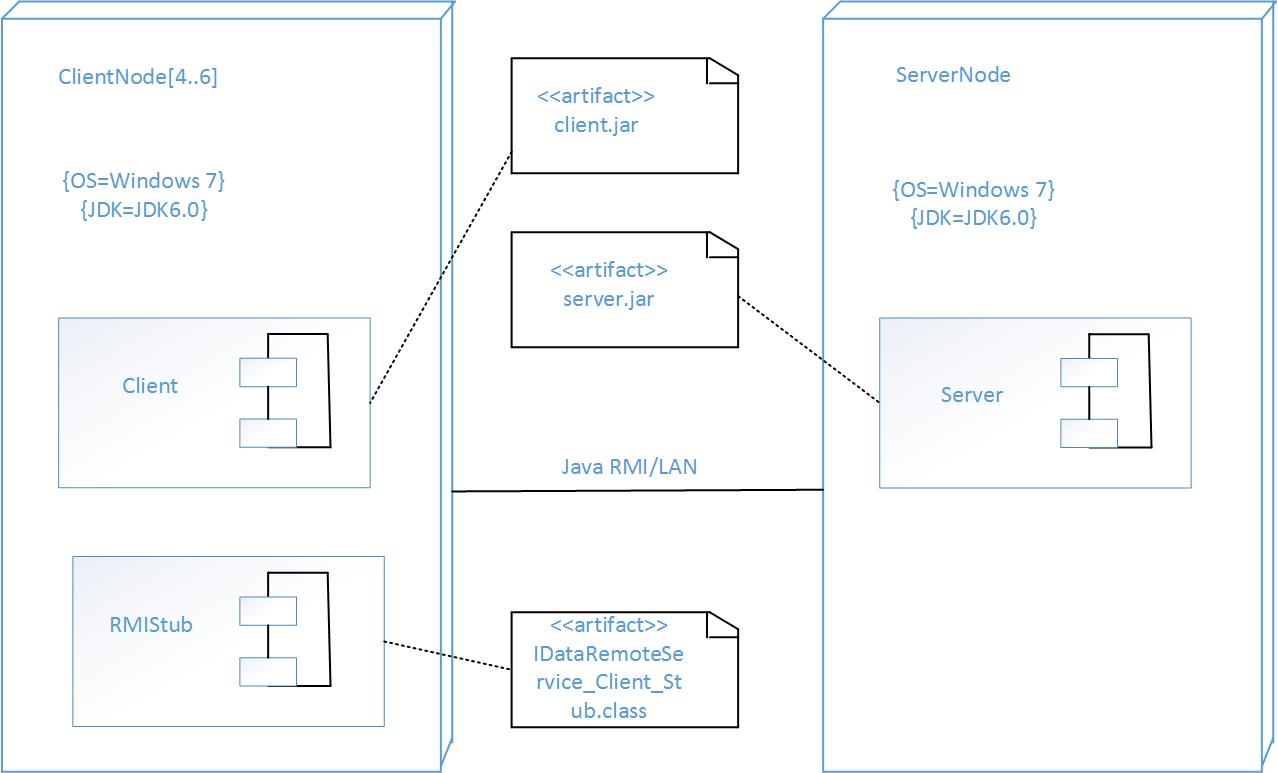 ClientNode[4..6]
{OS=Windows 7}
{JDK=JDK6.0}
Client
RMIStub
<<artifact>>
client.jar
<<artifact>>
server.jar
Java RMI/LAN
<<artifact>>
IDataRemoteSe
rvice_Client_St
ub.class
ServerNode
{OS=Windows 7}
{JDK=JDK6.0}
Server